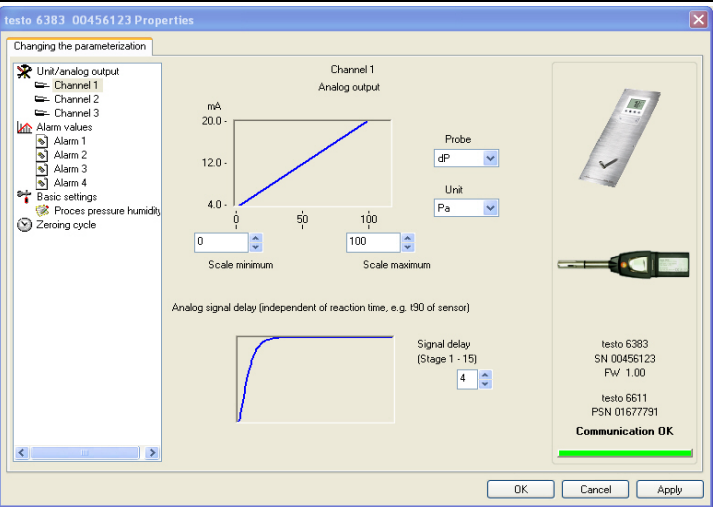 testo 6383 00456123 Properties
Changing the parameterization
Unit/analog output
Channel 1
Channel 2
Channel 3
Alarm values
Alarm 1
Alarm 2
Alarm 3
Alarm 4
Basic settings
Proces pressure humidity
Zeroing cycle
Channel 1
Analog output
mA
20.0 -
12.0 -
4.0 -
0
50
100
Probe
dP
Unit
Pa
0
100
Scale minimum
Scale maximum
Analog signal delay (independent of reaction time, e.g. t90 of sensor)
Signal delay
(Stage 1 - 15)
4
testo 6383
SN 00456123
FW 1.00
testo 6611
PSN 01677791
Communication OK
OK
Cancel
Apply